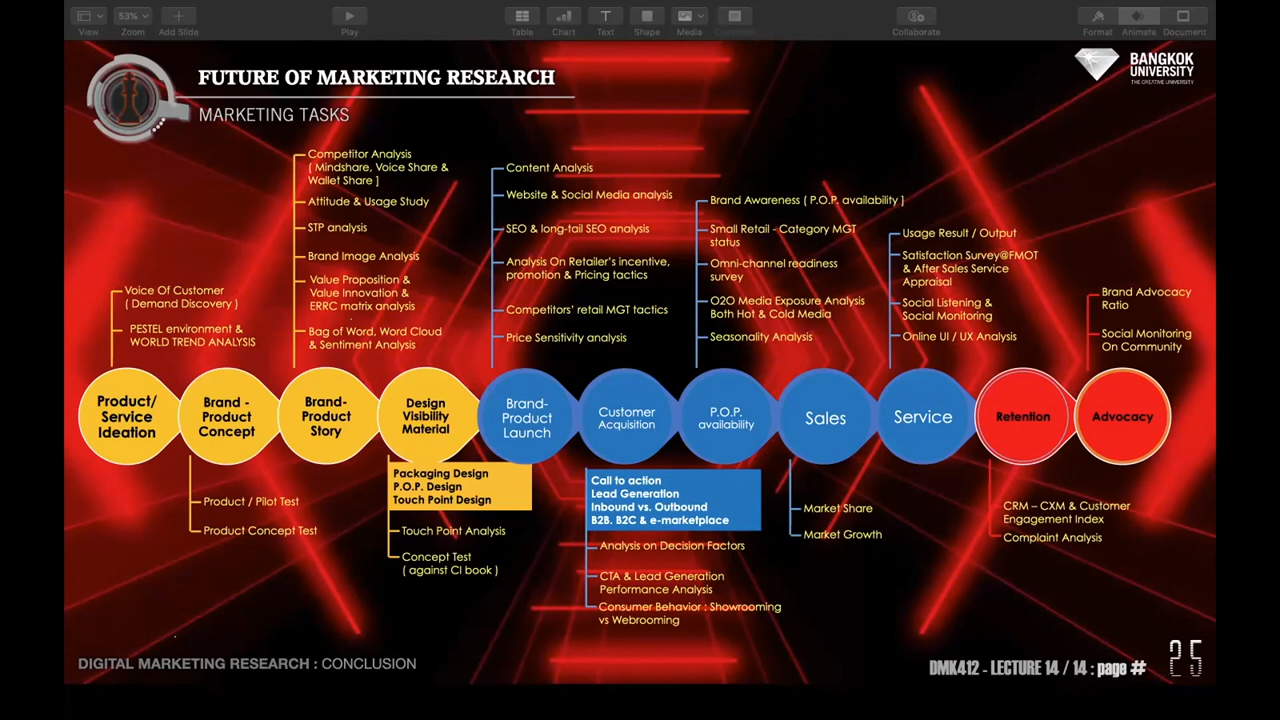 View
53%
Zoom
Add Slide
Play
Table
Chart
Text
Shape
Media
Collaborate
Format
Animate
Document
FUTURE OF MARKETING RESEARCH
MARKETING TASKS
BANGKOK
UNIVERSITY
THE CREATIVE UNIVERSITY
Voice Of Customer
( Demand Discovery )
PESTEL environment &
WORLD TREND ANALYSIS
Competitor Analysis
( Mindshare, Voice Share &
Wallet Share ]
Attitude & Usage Study
STP analysis
Brand Image Analysis
Value Proposition &
Value Innovation &
ERRC matrix analysis
Bag of Word, Word Cloud
& Sentiment Analysis
Content Analysis
Website & Social Media analysis
SEO & long-tail SEO analysis
Analysis On Retailer's incentive,
promotion & Pricing tactics
Competitors' retail MGT tactics
Price Sensitivity analysis
Brand Awareness ( P.O.P. availability ]
Small Retail - Category MGT
status
Omni-channel readiness
survey
O2O Media Exposure Analysis
Both Hot & Cold Media
Seasonality Analysis
Usage Result / Output
Satisfaction Survey@FMOT
& After Sales Service
Appraisal
Social Listening &
Social Monitoring
Online UI / UX Analysis
Brand Advocacy
Ratio
Social Monitoring
On Community
Product/
Service
Ideation
Brand -
Product
Concept
Brand-
Product
Story
Design
Visibility
Material
Brand-
Product
Launch
Customer
Acquisition
P.O.P.
availability
Sales
Service
Retention
Advocacy
Product / Pilot Test
Product Concept Test
Packaging Design
P.O.P. Design
Touch Point Design
Touch Point Analysis
Concept Test
( against CI book )
Call to action
Lead Generation
Inbound vs. Outbound
B2B. B2C & e-marketplace
Analysis on Decision Factors
CTA & Lead Generation
Performance Analysis
Consumer Behavior : Showrooming
vs Webrooming
Market Share
Market Growth
CRM – CXM & Customer
Engagement Index
Complaint Analysis
DIGITAL MARKETING RESEARCH : CONCLUSION
DMK412 - LECTURE 14 / 14 : page #
25